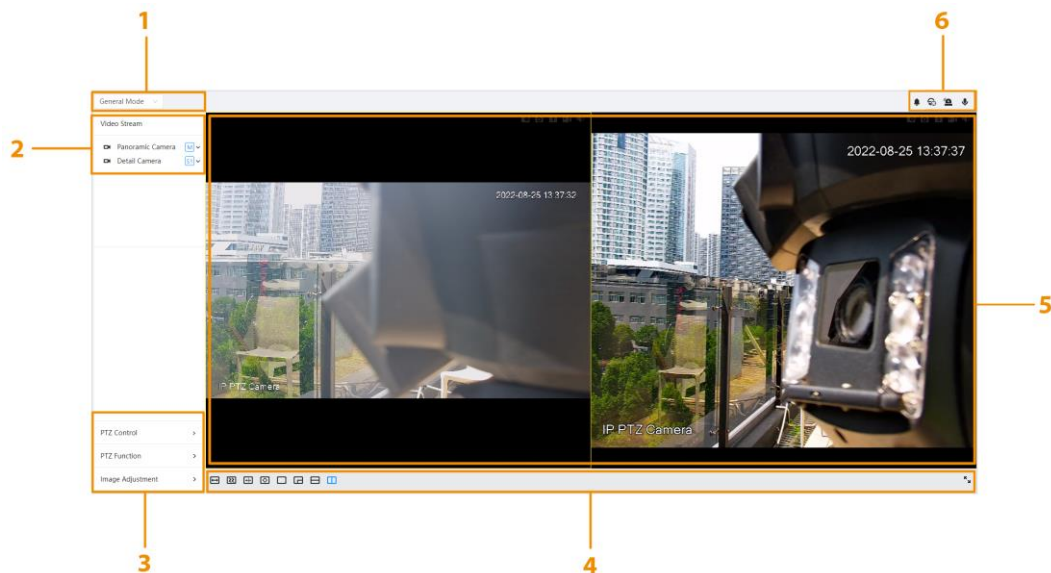 1
6
General Mode
Video Stream
2
Panoramic Camera
Detail Camera
2022-08-25 13:37:32
2022-08-25 13:37:37
5
IP PTZ Camera
IP PTZ Camera
PTZ Control
PTZ Function
Image Adjustment
3
4